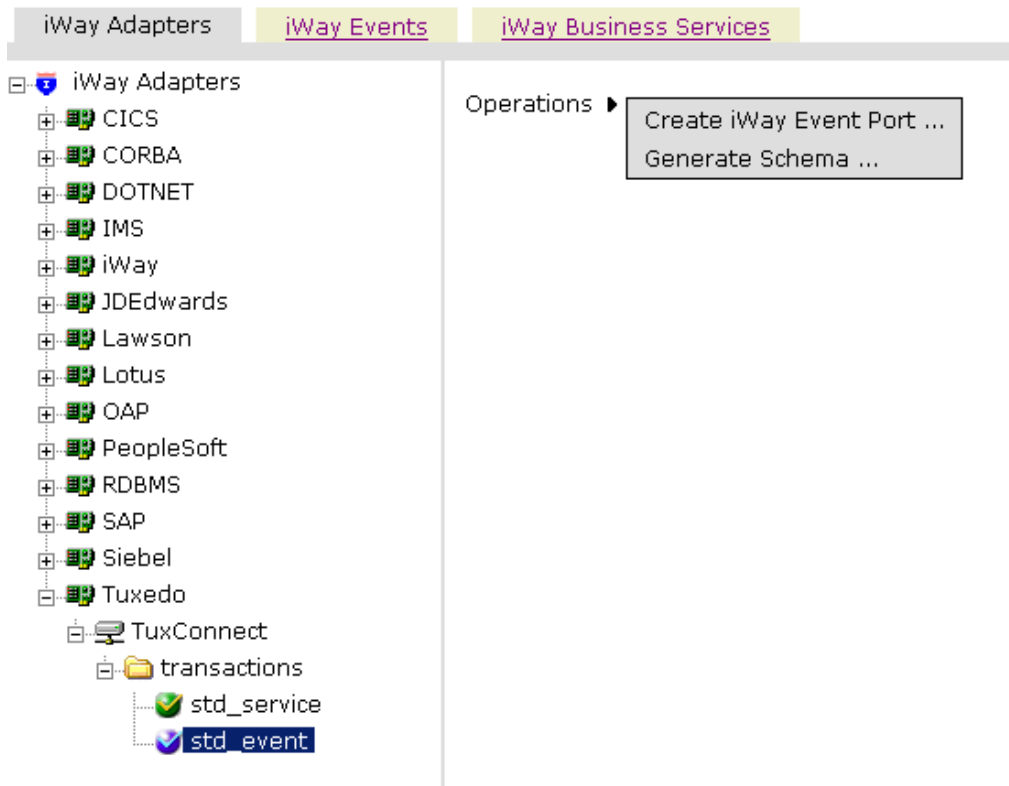 iWay Adapters
iWay Events
iWay Business Services
iWay Adapters
CICS
CORBA
DOTNET
IMS
iWay
JDEdwards
Lawson
Lotus
OAP
PeopleSoft
RDBMS
SAP
Siebel
Tuxedo
TuxConnect
transactions
std_service
std_event
Operations
Create iWay Event Port ...
Generate Schema ...